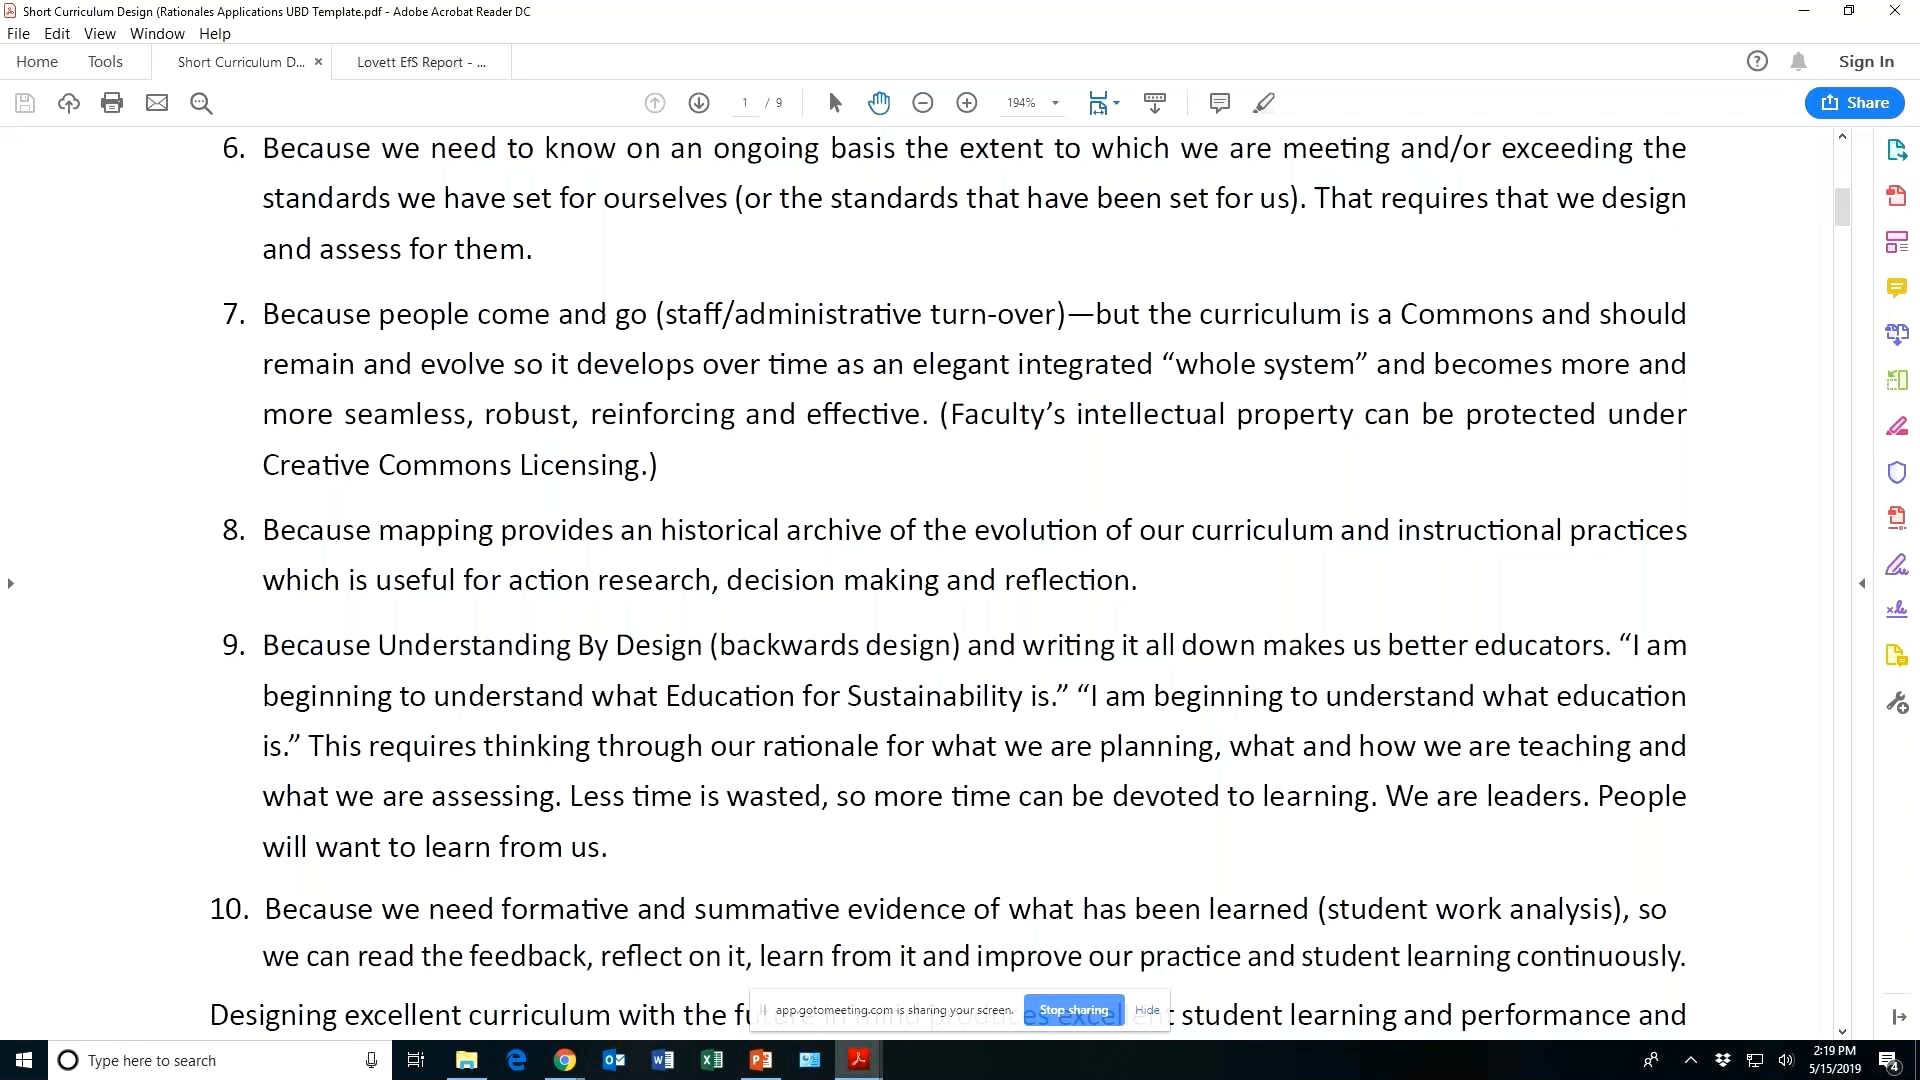 Short Curriculum Design (Rationales Applications UBD Template.pdf - Adobe Acrobat Reader DC
File Edit View Window Help
Home Tools Short Curriculum D... × Lovett EfS Report - ... Sign In
1 / 9 194% Share
6. Because we need to know on an ongoing basis the extent to which we are meeting and/or exceeding the
standards we have set for ourselves (or the standards that have been set for us). That requires that we design
and assess for them.
7. Because people come and go (staff/administrative turn-over)—but the curriculum is a Commons and should
remain and evolve so it develops over time as an elegant integrated “whole system” and becomes more and
more seamless, robust, reinforcing and effective. (Faculty’s intellectual property can be protected under
Creative Commons Licensing.)
8. Because mapping provides an historical archive of the evolution of our curriculum and instructional practices
which is useful for action research, decision making and reflection.
9. Because Understanding By Design (backwards design) and writing it all down makes us better educators. “I am
beginning to understand what Education for Sustainability is.” “I am beginning to understand what education
is.” This requires thinking through our rationale for what we are planning, what and how we are teaching and
what we are assessing. Less time is wasted, so more time can be devoted to learning. We are leaders. People
will want to learn from us.
10. Because we need formative and summative evidence of what has been learned (student work analysis), so
we can read the feedback, reflect on it, learn from it and improve our practice and student learning continuously.
Designing excellent curriculum with the future in mind produces excellent student learning and performance and
app.gotomeeting.com is sharing your screen. Stop sharing Hide
Type here to search
2:19 PM
5/15/2019
4